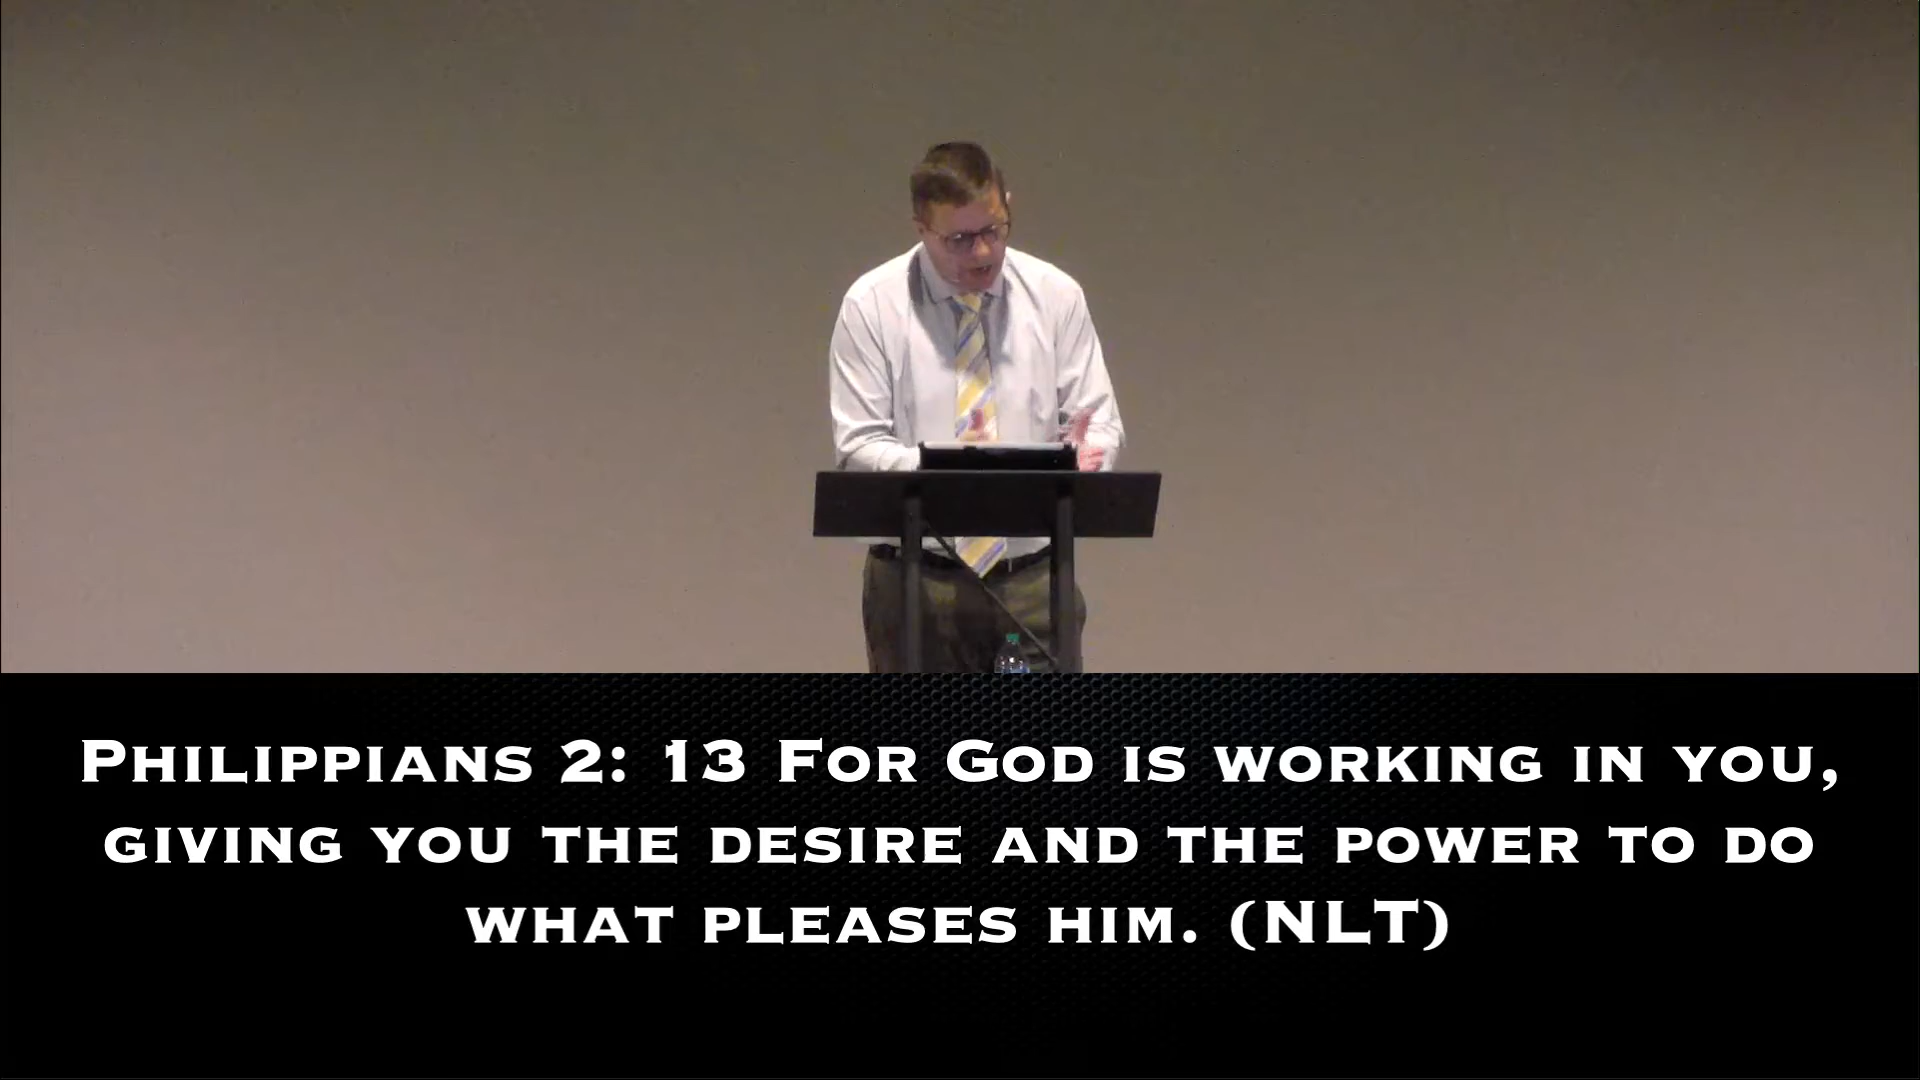 Philippians 2: 13 For God is working in you,
giving you the desire and the power to do
what pleases him. (NLT)